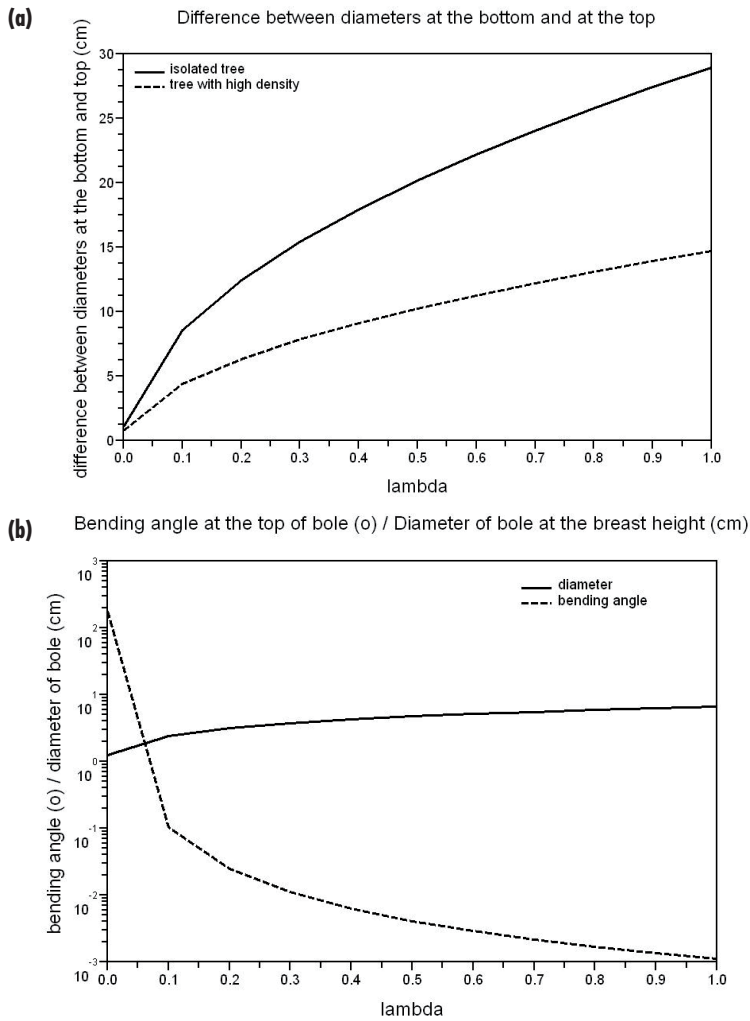 (a)
Difference between diameters at the bottom and at the top
difference between diameters at the bottom and top (cm)
30
25
20
15
10
5
0
isolated tree
tree with high density
0.0 0.1 0.2 0.3 0.4 0.5 0.6 0.7 0.8 0.9 1.0
lambda
(b)
Bending angle at the top of bole (o) / Diameter of bole at the breast height (cm)
bending angle (o) / diameter of bole (cm)
10 3
10 2
10 1
10 0
10 -1
10 -2
10 -3
diameter
bending angle
0.0 0.1 0.2 0.3 0.4 0.5 0.6 0.7 0.8 0.9 1.0
lambda